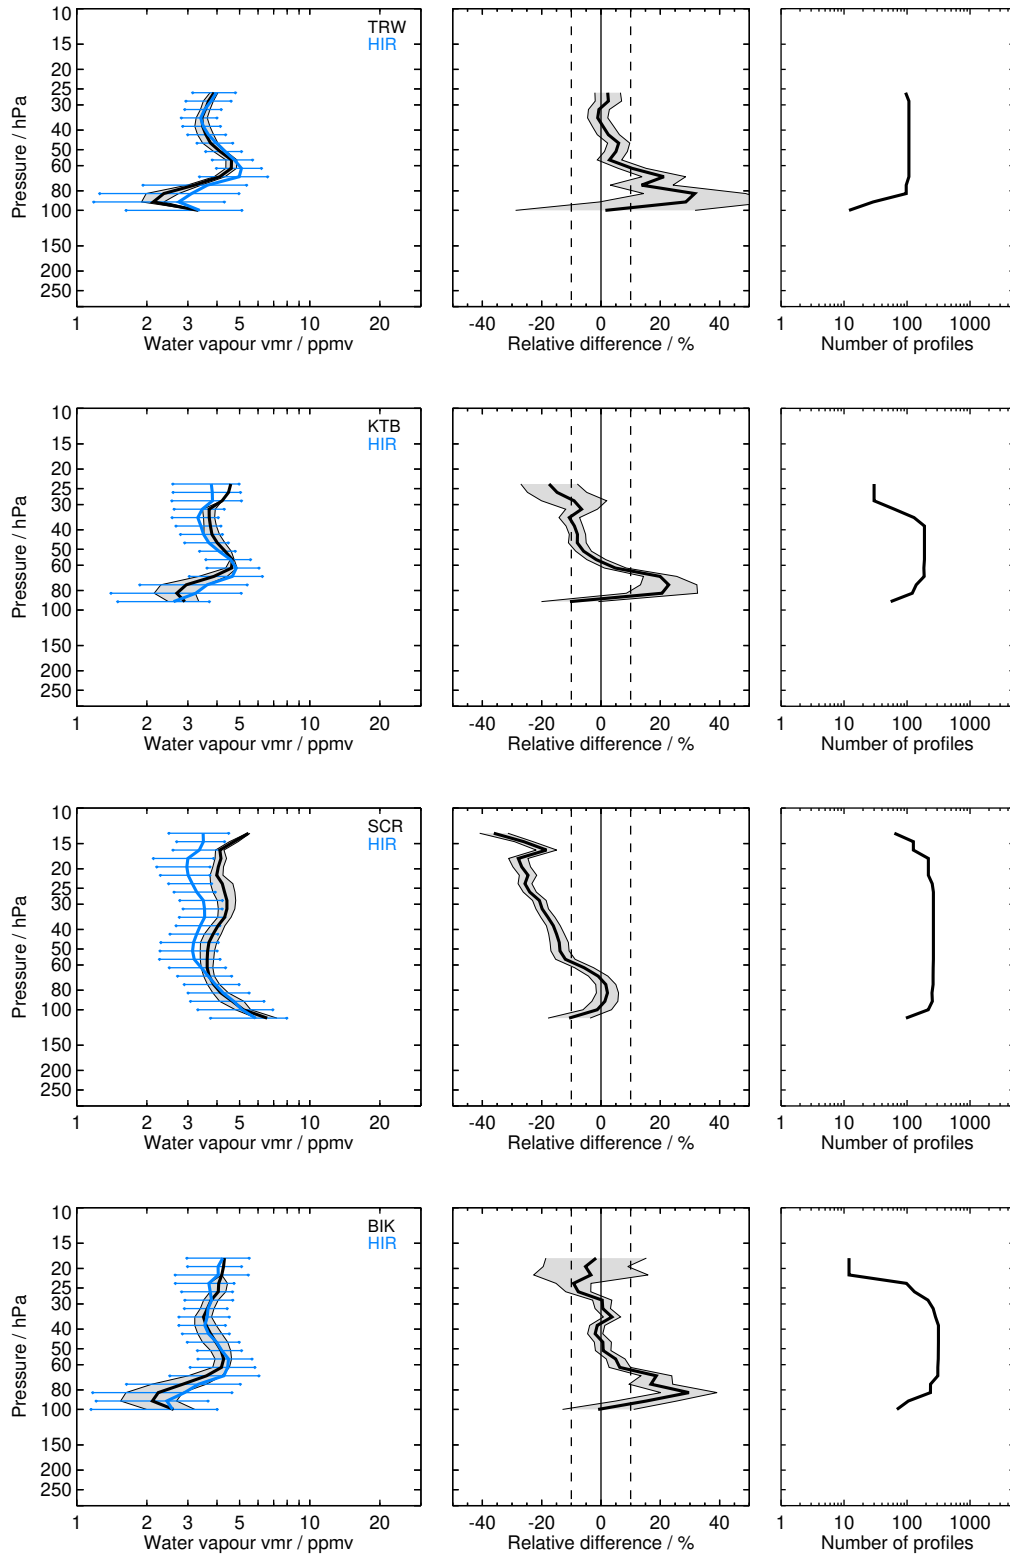 TRW
HIR
10
15
20
25
30
40
50
60
80
100
150
200
250
Pressure / hPa
1 2 3 5 10 20
Water vapour vmr / ppmv
-40 -20 0 20 40
Relative difference / %
1 10 100 1000
Number of profiles
KTB
HIR
10
15
20
25
30
40
50
60
80
100
150
200
250
Pressure / hPa
1 2 3 5 10 20
Water vapour vmr / ppmv
-40 -20 0 20 40
Relative difference / %
1 10 100 1000
Number of profiles
SCR
HIR
10
15
20
25
30
40
50
60
80
100
150
200
250
Pressure / hPa
1 2 3 5 10 20
Water vapour vmr / ppmv
-40 -20 0 20 40
Relative difference / %
1 10 100 1000
Number of profiles
BIK
HIR
10
15
20
25
30
40
50
60
80
100
150
200
250
Pressure / hPa
1 2 3 5 10 20
Water vapour vmr / ppmv
-40 -20 0 20 40
Relative difference / %
1 10 100 1000
Number of profiles